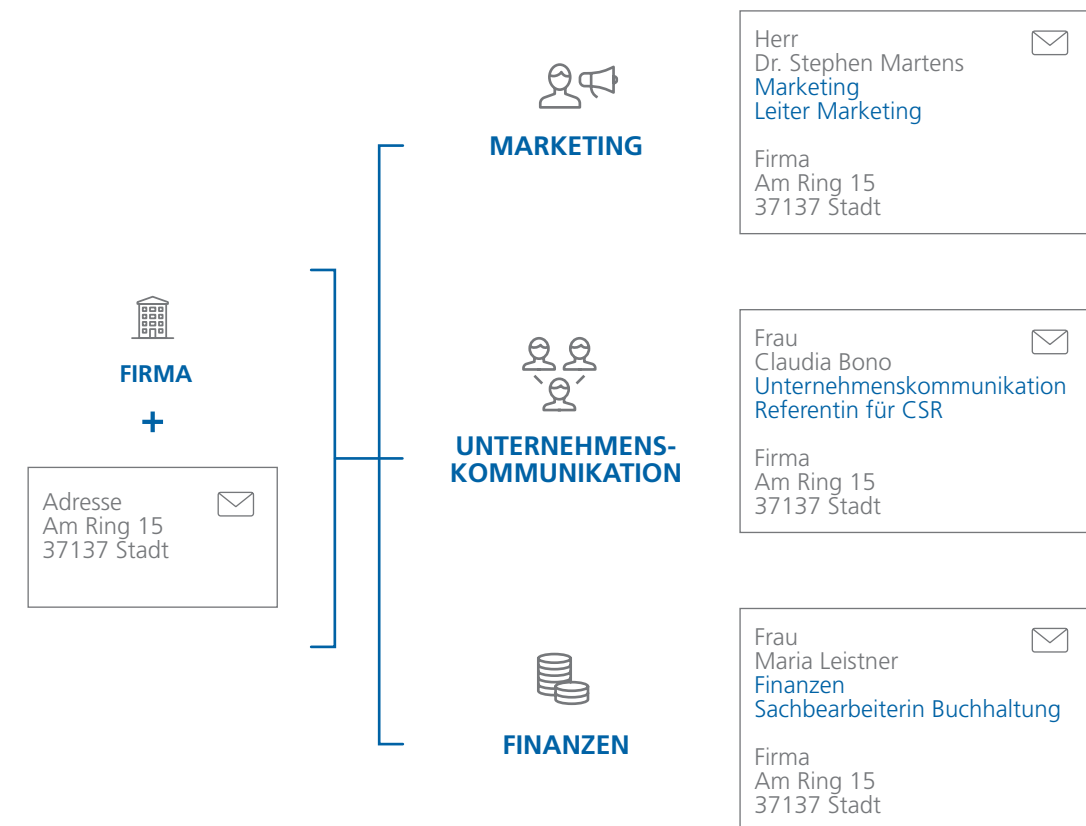 FIRMA
+
Adresse
Am Ring 15
37137 Stadt
MARKETING
Herr
Dr. Stephen Martens
Marketing
Leiter Marketing
Firma
Am Ring 15
37137 Stadt
UNTERNEHMENS-
KOMMUNIKATION
Frau
Claudia Bono
Unternehmenskommunikation
Referentin für CSR
Firma
Am Ring 15
37137 Stadt
FINANZEN
Frau
Maria Leistner
Finanzen
Sachbearbeiterin Buchhaltung
Firma
Am Ring 15
37137 Stadt